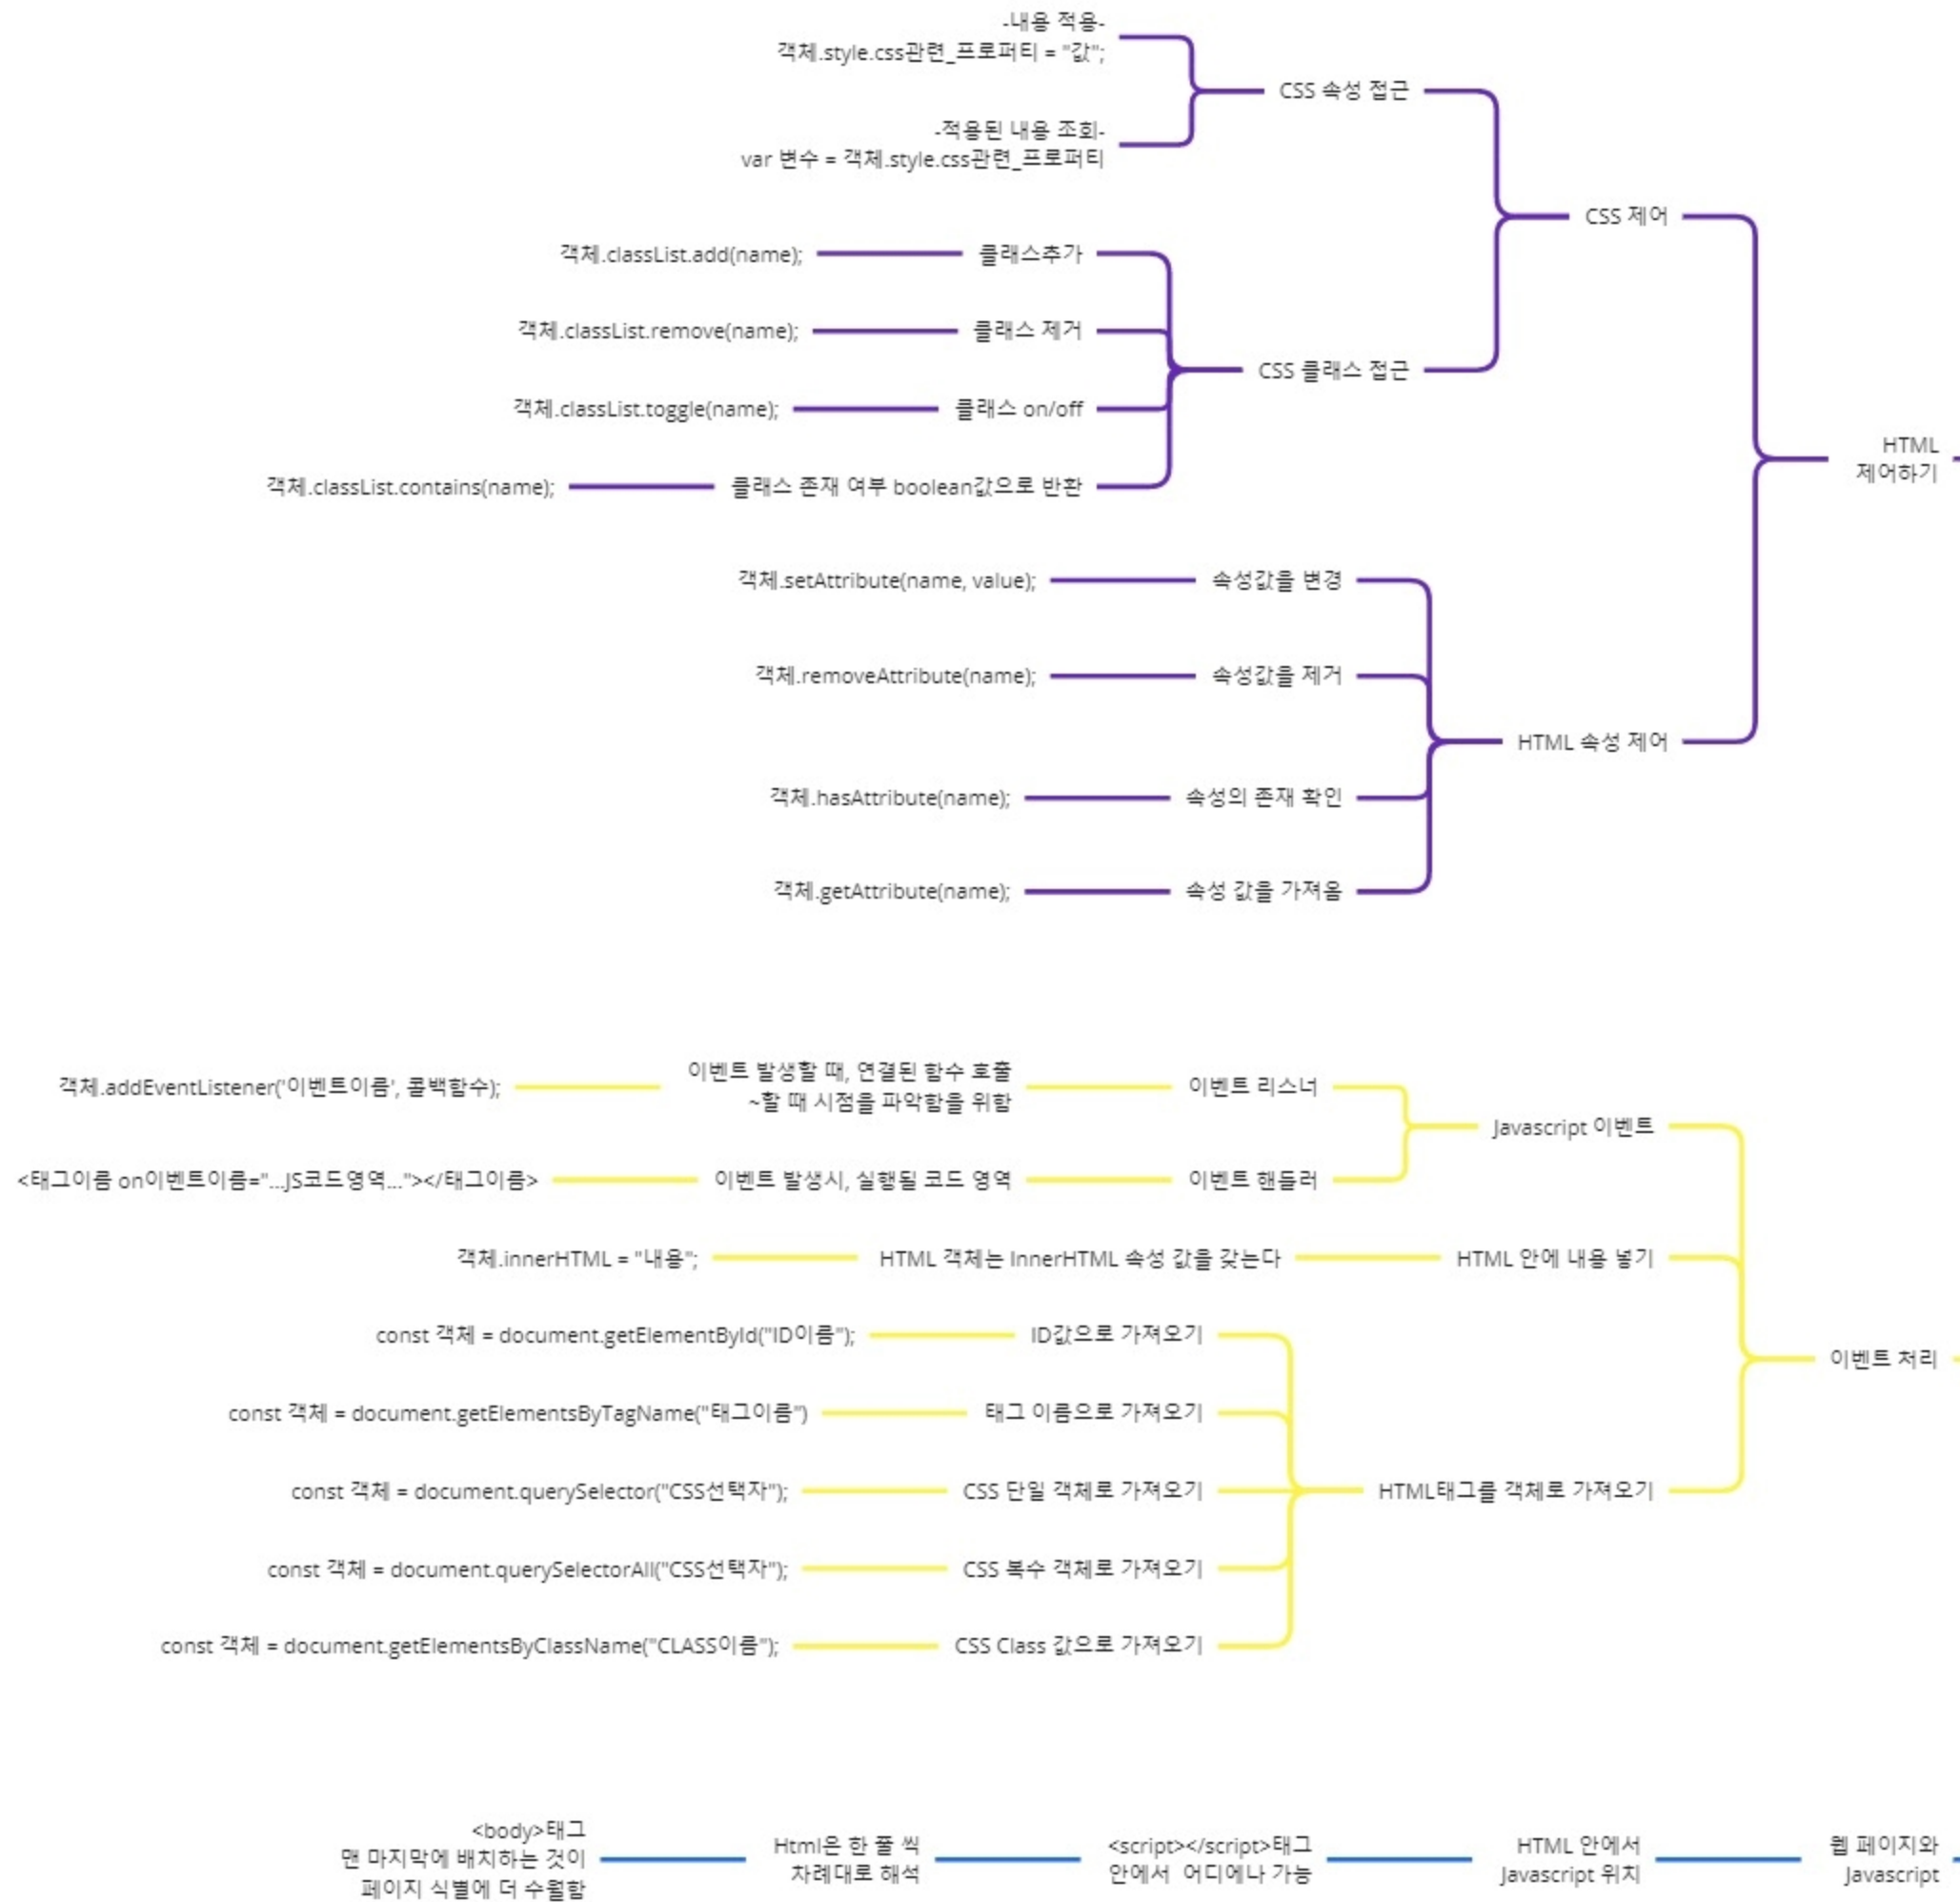 -내용 적용-
객체.style.css관련_프로퍼티 = "값";
CSS 속성 접근
-적용된 내용 조회-
var 변수 = 객체.style.css관련_프로퍼티
CSS 제어
객체.classList.add(name);
클래스추가
객체.classList.remove(name);
클래스 제거
CSS 클래스 접근
객체.classList.toggle(name);
클래스 on/off
객체.classList.contains(name);
클래스 존재 여부 boolean값으로 반환
HTML
제어하기
객체.setAttribute(name, value);
속성값을 변경
객체.removeAttribute(name);
속성값을 제거
HTML 속성 제어
객체.hasAttribute(name);
속성의 존재 확인
객체.getAttribute(name);
속성 값을 가져옴
객체.addEventListener('이벤트이름', 콜백함수);
이벤트 발생할 때, 연결된 함수 호출
~할 때 시점을 파악함을 위함
이벤트 리스너
Javascript 이벤트
<태그이름 on이벤트이름="...JS코드영역..."></태그이름>
이벤트 발생시, 실행될 코드 영역
이벤트 핸들러
객체.innerHTML = "내용";
HTML 객체는 InnerHTML 속성 값을 갖는다
HTML 안에 내용 넣기
const 객체 = document.getElementById("ID이름");
ID값으로 가져오기
이벤트 처리
const 객체 = document.getElementsByTagName("태그이름")
태그 이름으로 가져오기
const 객체 = document.querySelector("CSS선택자");
CSS 단일 객체로 가져오기
HTML태그를 객체로 가져오기
const 객체 = document.querySelectorAll("CSS선택자");
CSS 복수 객체로 가져오기
const 객체 = document.getElementsByClassName("CLASS이름");
CSS Class 값으로 가져오기
<body>태그
맨 마지막에 배치하는 것이
페이지 식별에 더 수월함
Html은 한 줄 씩
차례대로 해석
<script></script>태그
안에서 어디에나 가능
HTML 안에서
Javascript 위치
웹 페이지와
Javascript